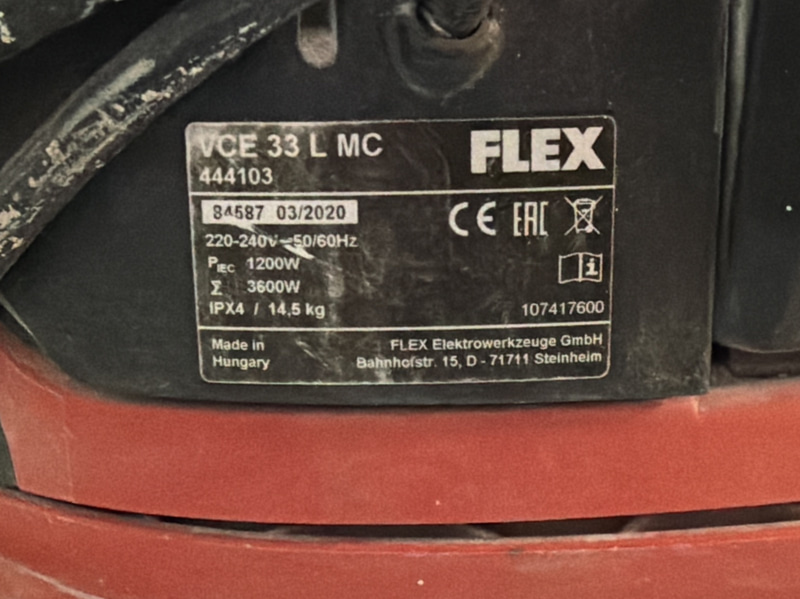 VCE 33 L MC
FLEX
444103
84587 03/2020
CE EAC
220-240V~50/60Hz
PIEC 1200W
Σ 3600W
i
IPX4 / 14,5 kg
107417600
Made in
Hungary
FLEX Elektrowerkzeuge GmbH
Bahnhofstr. 15, D - 71711 Steinheim